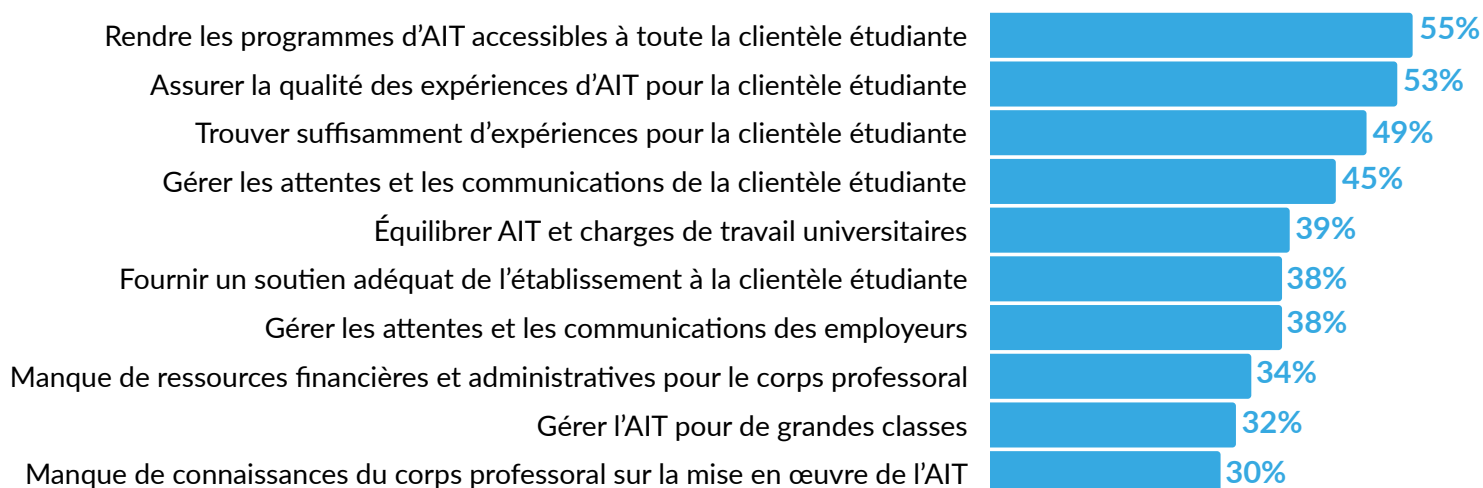 Rendre les programmes d’AIT accessibles à toute la clientèle étudiante 55%
Assurer la qualité des expériences d’AIT pour la clientèle étudiante 53%
Trouver suffisamment d’expériences pour la clientèle étudiante 49%
Gérer les attentes et les communications de la clientèle étudiante 45%
Équilibrer AIT et charges de travail universitaires 39%
Fournir un soutien adéquat de l’établissement à la clientèle étudiante 38%
Gérer les attentes et les communications des employeurs 38%
Manque de ressources financières et administratives pour le corps professoral 34%
Gérer l’AIT pour de grandes classes 32%
Manque de connaissances du corps professoral sur la mise en œuvre de l’AIT 30%